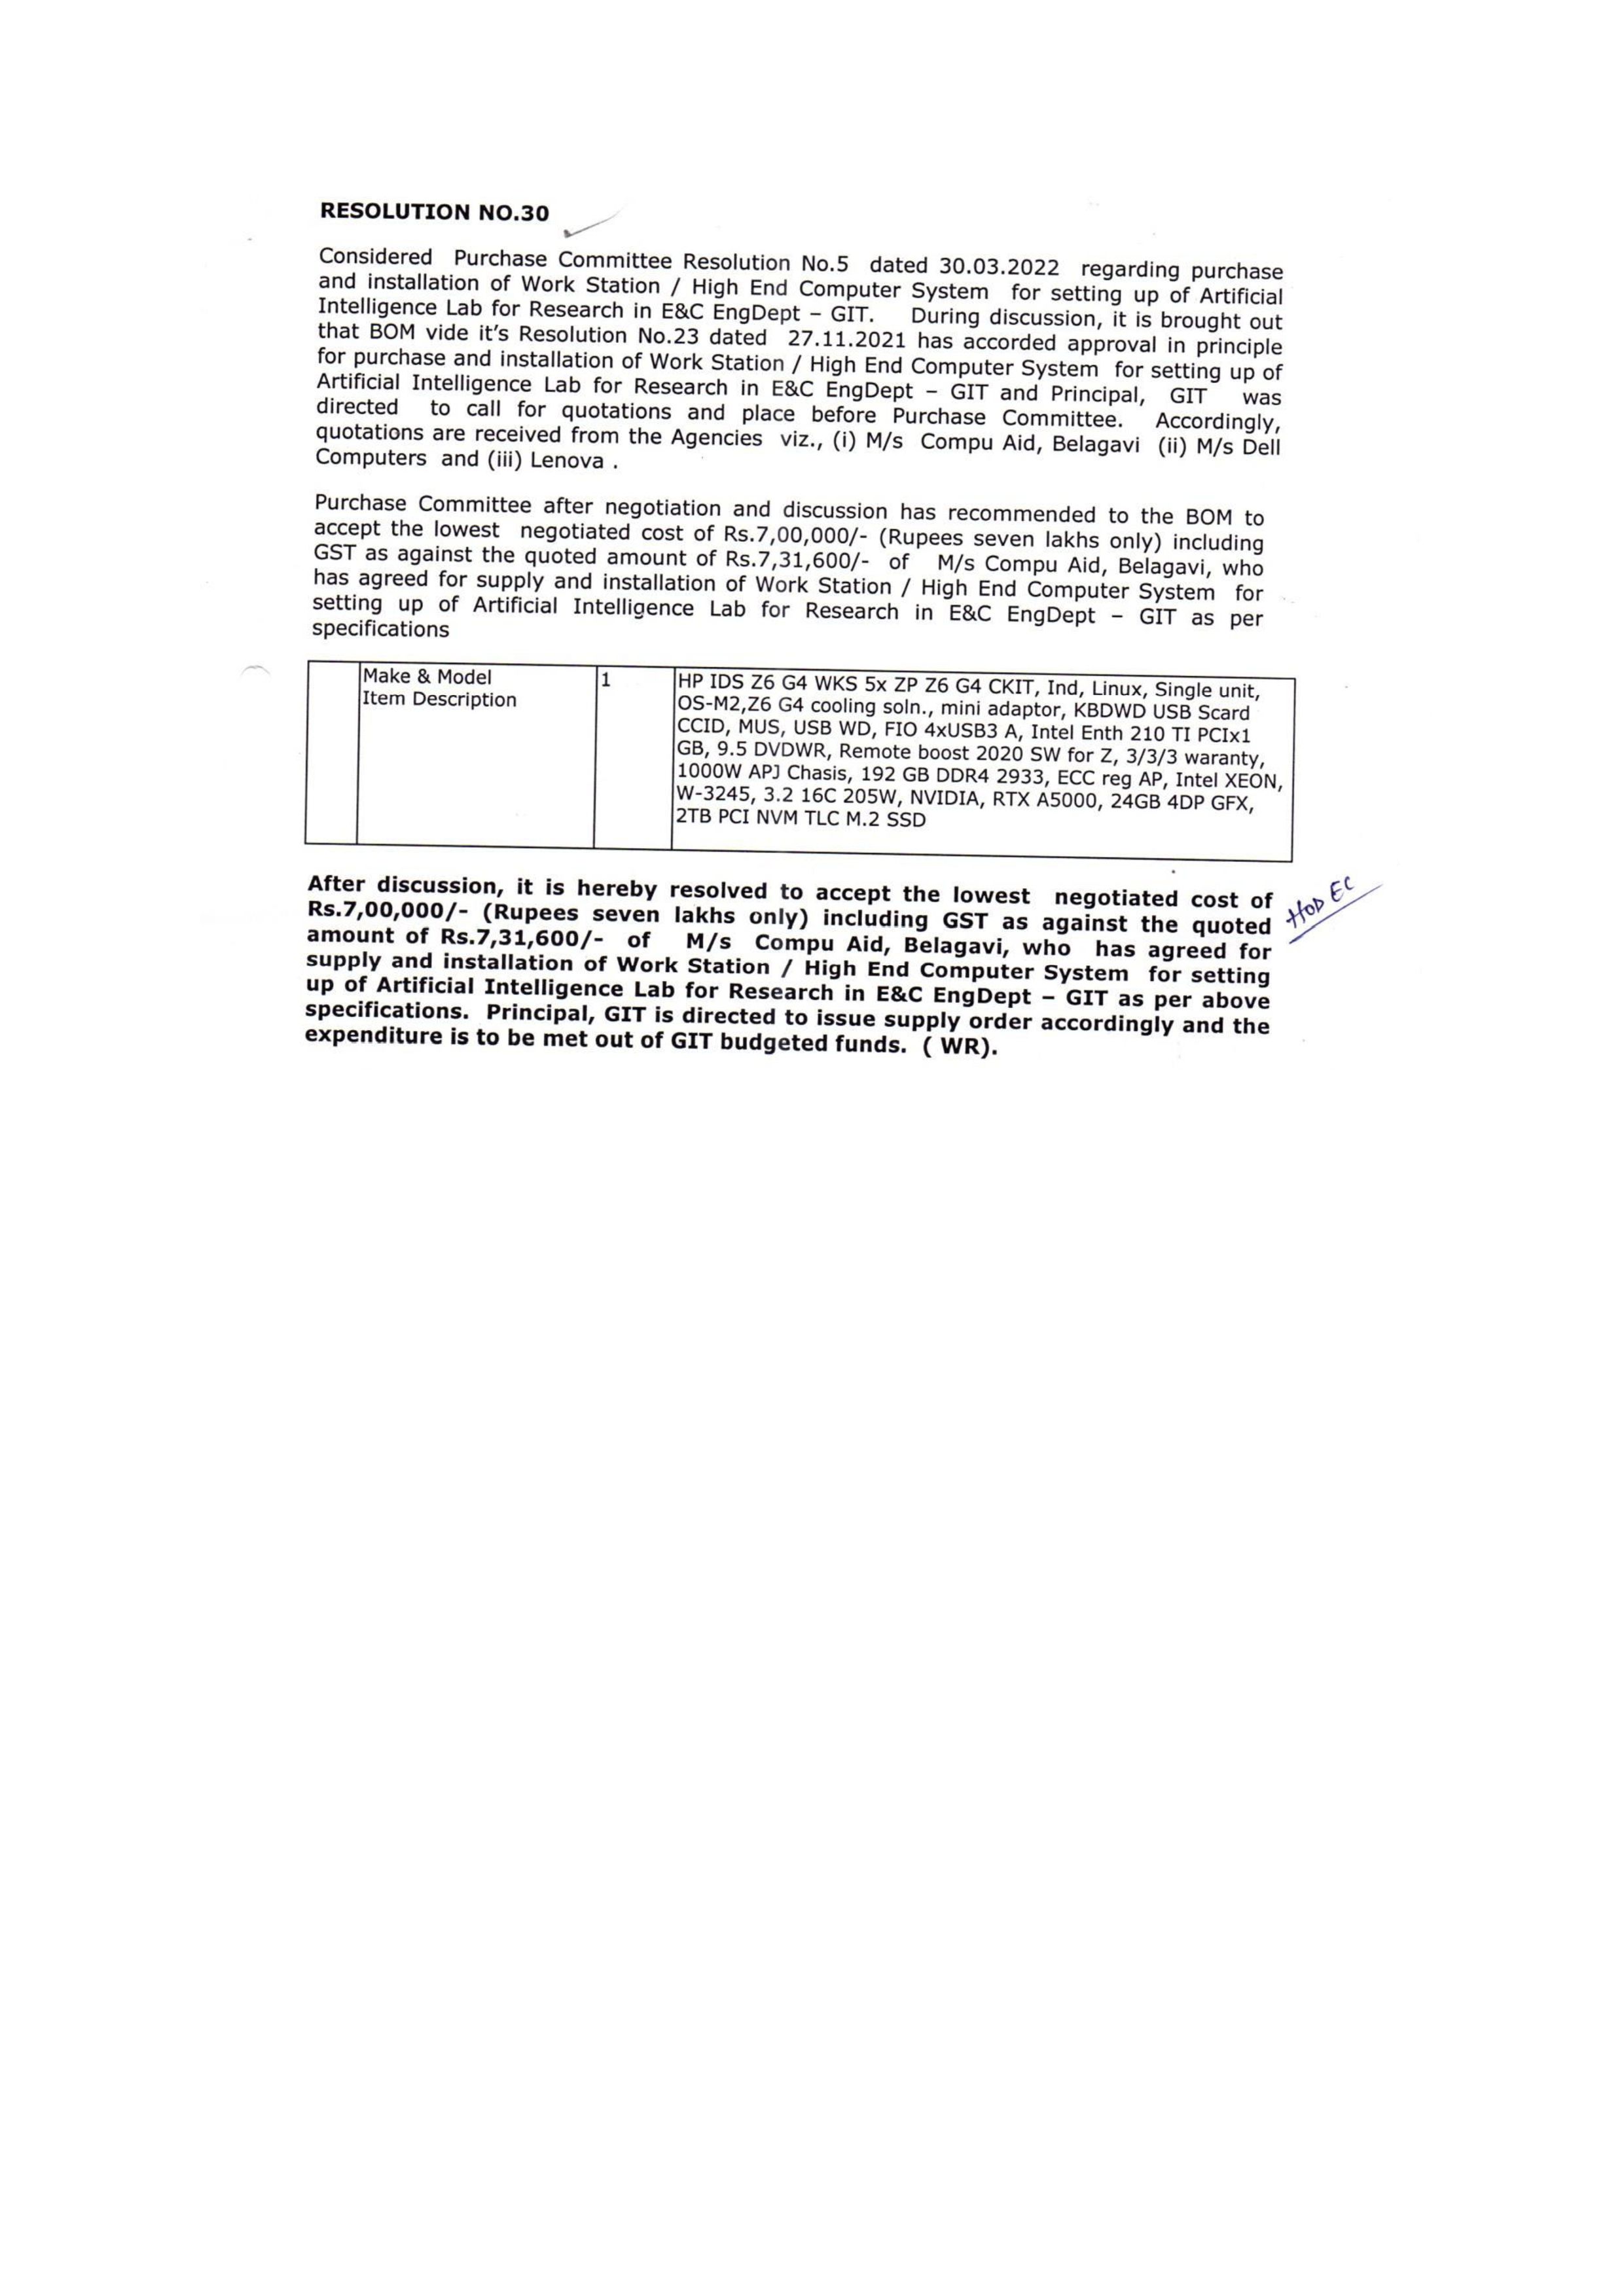 RESOLUTION NO.30
Considered Purchase Committee Resolution No.5 dated 30.03.2022 regarding purchase
and installation of Work Station / High End Computer System for setting up of Artificial
Intelligence Lab for Research in E&C EngDept – GIT. During discussion, it is brought out
that BOM vide it's Resolution No.23 dated 27.11.2021 has accorded approval in principle
for purchase and installation of Work Station / High End Computer System for setting up of
Artificial Intelligence Lab for Research in E&C EngDept – GIT and Principal, GIT was
directed to call for quotations and place before Purchase Committee. Accordingly,
quotations are received from the Agencies viz., (i) M/s Compu Aid, Belagavi (ii) M/s Dell
Computers and (iii) Lenova .
Purchase Committee after negotiation and discussion has recommended to the BOM to
accept the lowest negotiated cost of Rs.7,00,000/- (Rupees seven lakhs only) including
GST as against the quoted amount of Rs.7,31,600/- of M/s Compu Aid, Belagavi, who
has agreed for supply and installation of Work Station / High End Computer System for
setting up of Artificial Intelligence Lab for Research in E&C EngDept – GIT as per
specifications
Make & Model
Item Description
1
HP IDS Z6 G4 WKS 5x ZP Z6 G4 CKIT, Ind, Linux, Single unit,
OS-M2,Z6 G4 cooling soln., mini adaptor, KBDWD USB Scard
CCID, MUS, USB WD, FIO 4xUSB3 A, Intel Enth 210 TI PCIx1
GB, 9.5 DVDWR, Remote boost 2020 SW for Z, 3/3/3 waranty,
1000W APJ Chasis, 192 GB DDR4 2933, ECC reg AP, Intel XEON,
W-3245, 3.2 16C 205W, NVIDIA, RTX A5000, 24GB 4DP GFX,
2TB PCI NVM TLC M.2 SSD
After discussion, it is hereby resolved to accept the lowest negotiated cost of
Rs.7,00,000/- (Rupees seven lakhs only) including GST as against the quoted
amount of Rs.7,31,600/- of M/s Compu Aid, Belagavi, who has agreed for
supply and installation of Work Station / High End Computer System for setting
up of Artificial Intelligence Lab for Research in E&C EngDept – GIT as per above
specifications. Principal, GIT is directed to issue supply order accordingly and the
expenditure is to be met out of GIT budgeted funds. ( WR).
HOD EC